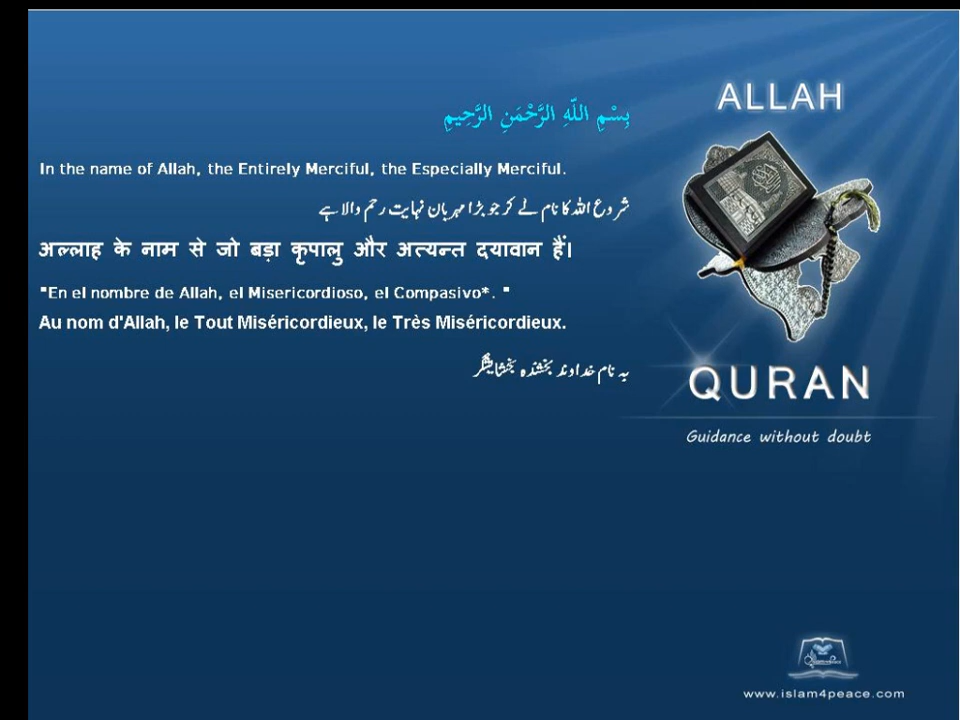 بِسْمِ اللّهِ الرَّحْمَنِ الرَّحِيمِ
In the name of Allah, the Entirely Merciful, the Especially Merciful.
شروع الله کا نام لے کر جو بڑا مہربان نہایت رحم والا ہے
अल्लाह के नाम से जो बड़ा कृपालु और अत्यन्त दयावान हैं।
"En el nombre de Allah, el Misericordioso, el Compasivo*. "
Au nom d'Allah, le Tout Miséricordieux, le Très Miséricordieux.
به نام خداوند بخشنده بخشایشگر
ALLAH
QURAN
Guidance without doubt
www.islam4peace.com